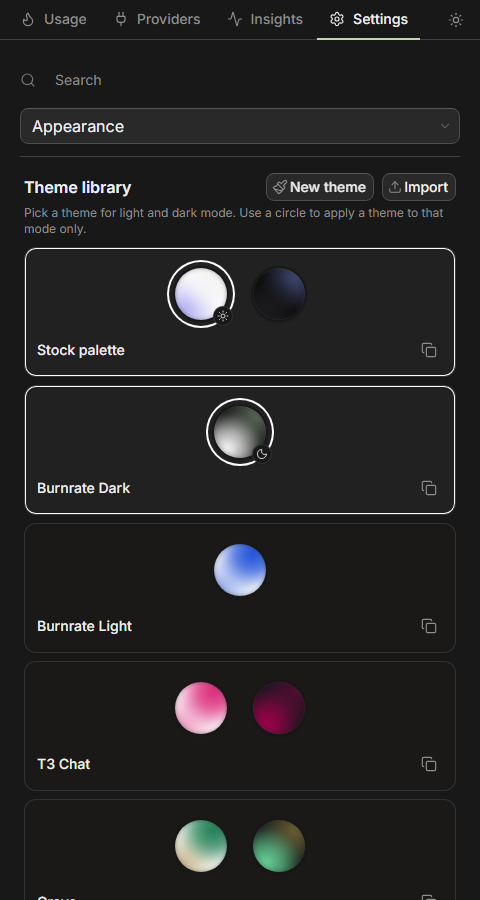 Usage Providers Insights Settings
Search
Appearance
Theme library New theme Import
Pick a theme for light and dark mode. Use a circle to apply a theme to that
mode only.
Stock palette
Burnrate Dark
Burnrate Light
T3 Chat